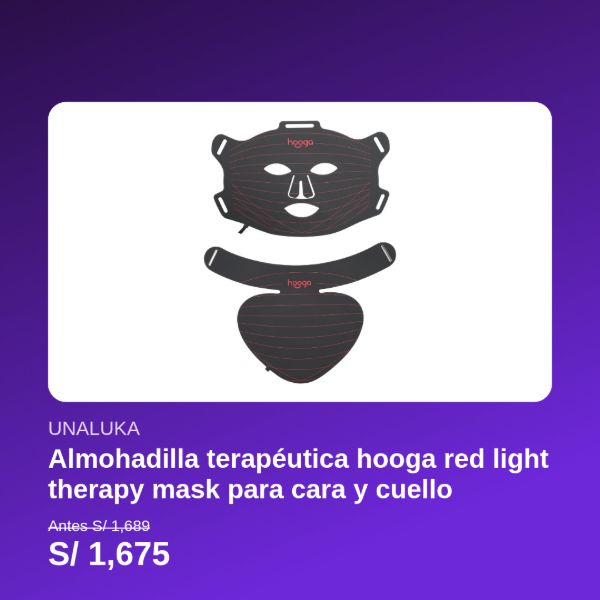 hooga
hooga
UNALUKA
Almohadilla terapéutica hooga red light
therapy mask para cara y cuello
Antes S/ 1,689
S/ 1,675